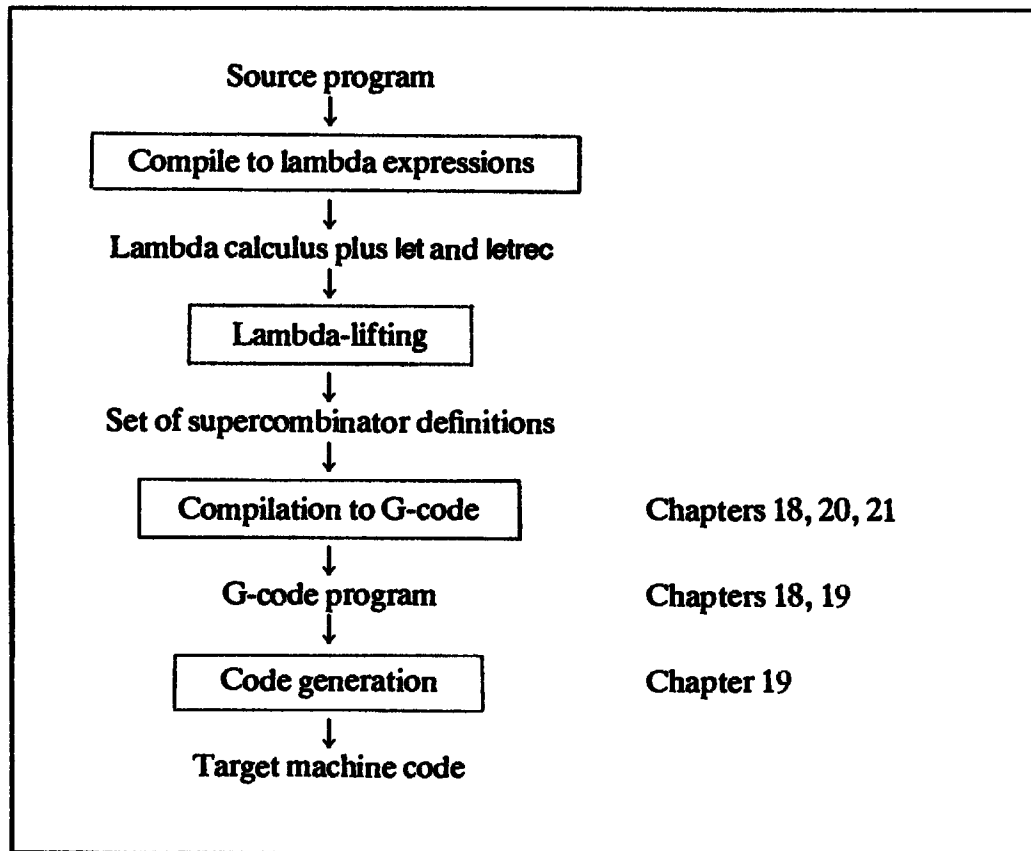 Source program
Compile to lambda expressions
Lambda calculus plus let and letrec
Lambda-lifting
Set of supercombinator definitions
Compilation to G-code Chapters 18, 20, 21
G-code program Chapters 18, 19
Code generation Chapter 19
Target machine code